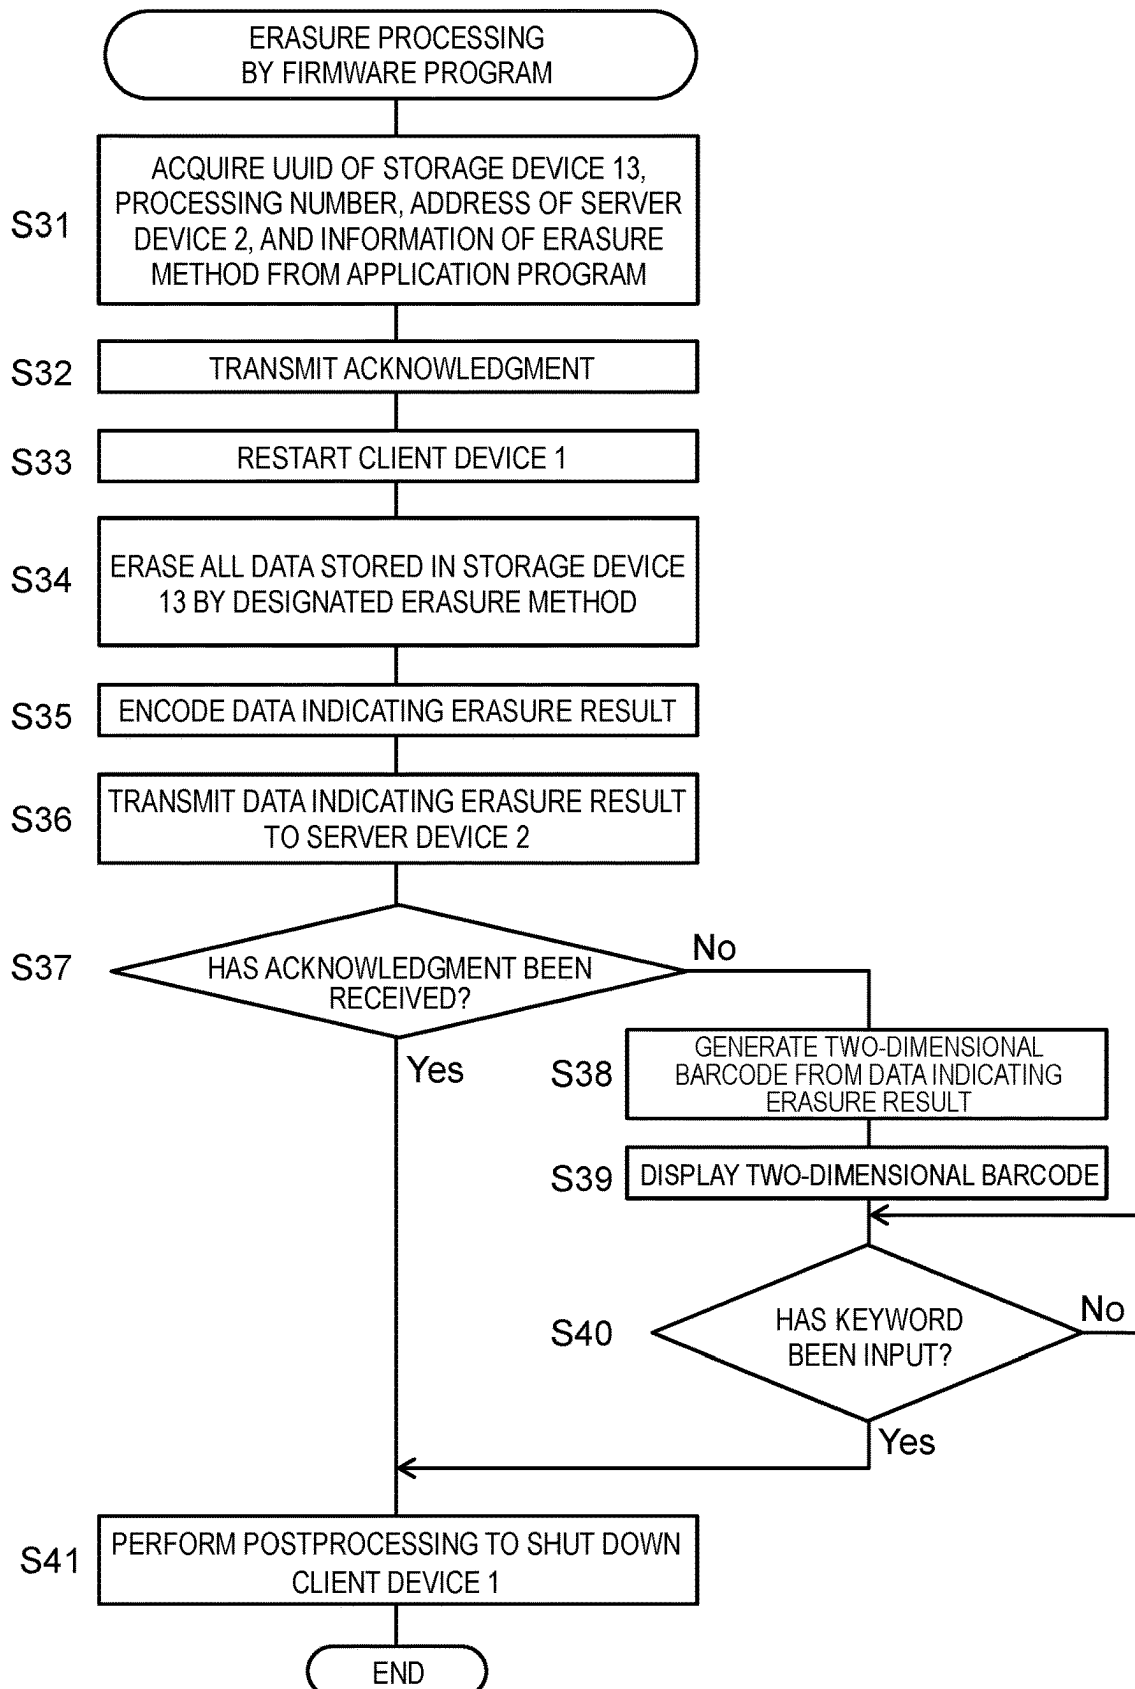 ERASURE PROCESSING
BY FIRMWARE PROGRAM
S31
ACQUIRE UUID OF STORAGE DEVICE 13,
PROCESSING NUMBER, ADDRESS OF SERVER
DEVICE 2, AND INFORMATION OF ERASURE
METHOD FROM APPLICATION PROGRAM
S32
TRANSMIT ACKNOWLEDGMENT
S33
RESTART CLIENT DEVICE 1
S34
ERASE ALL DATA STORED IN STORAGE DEVICE
13 BY DESIGNATED ERASURE METHOD
S35
ENCODE DATA INDICATING ERASURE RESULT
S36
TRANSMIT DATA INDICATING ERASURE RESULT
TO SERVER DEVICE 2
S37
HAS ACKNOWLEDGMENT BEEN
RECEIVED?
No
Yes
S38
GENERATE TWO-DIMENSIONAL
BARCODE FROM DATA INDICATING
ERASURE RESULT
S39
DISPLAY TWO-DIMENSIONAL BARCODE
S40
HAS KEYWORD
BEEN INPUT?
No
Yes
S41
PERFORM POSTPROCESSING TO SHUT DOWN
CLIENT DEVICE 1
END